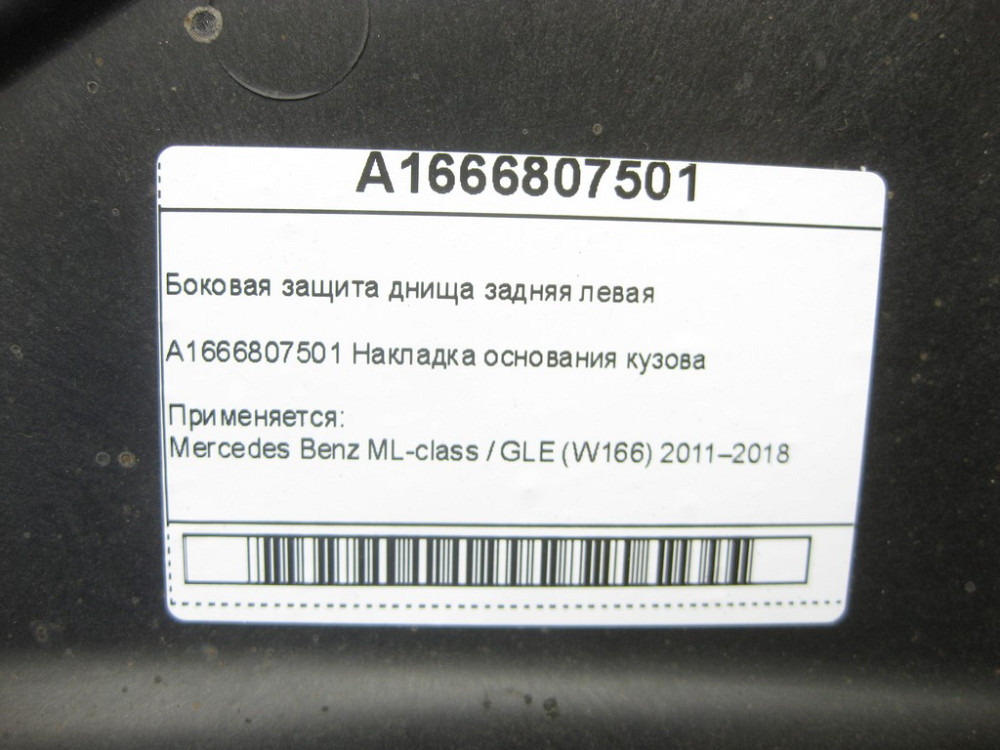 A1666807501
Боковая защита днища задняя левая
A1666807501 Накладка основания кузова
Применяется:
Mercedes Benz ML-class / GLE (W166) 2011–2018